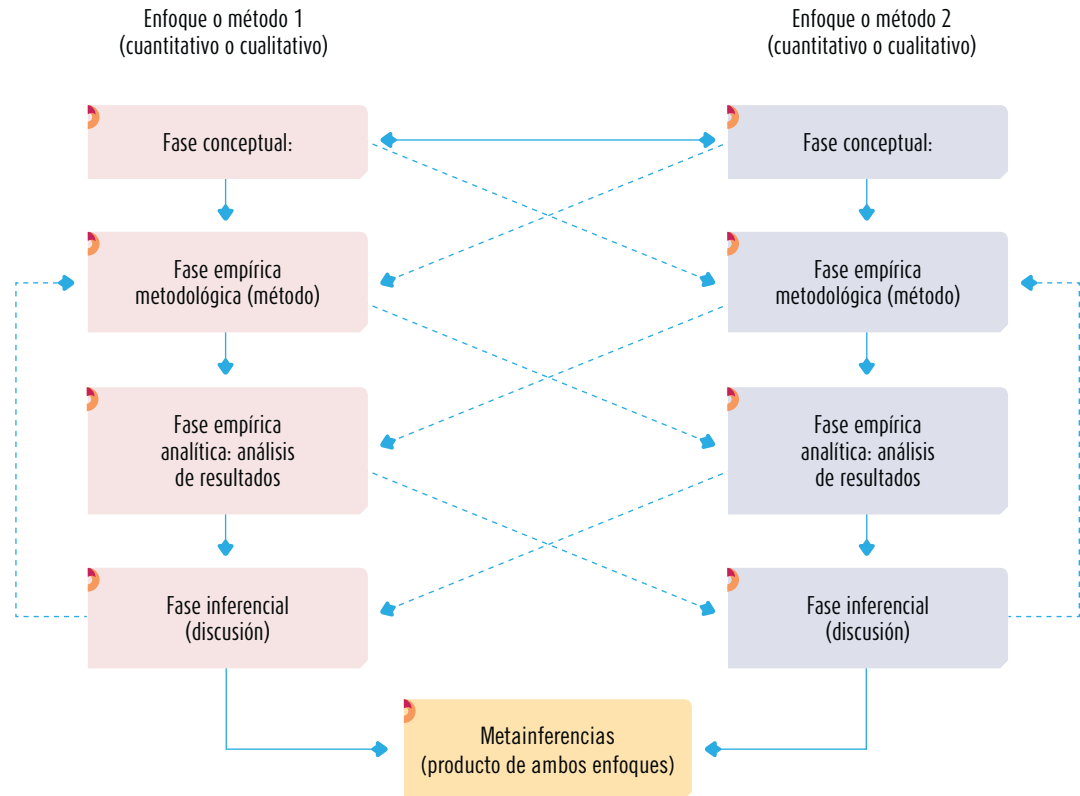 Enfoque o método 1
(cuantitativo o cualitativo)
Enfoque o método 2
(cuantitativo o cualitativo)
Fase conceptual:
Fase conceptual:
Fase empírica
metodológica (método)
Fase empírica
metodológica (método)
Fase empírica
analítica: análisis
de resultados
Fase empírica
analítica: análisis
de resultados
Fase inferencial
(discusión)
Fase inferencial
(discusión)
Metainferencias
(producto de ambos enfoques)